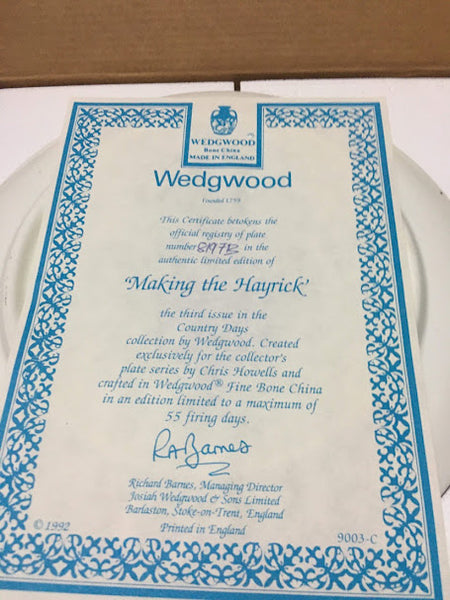 WEDGWOOD
Bone China
MADE IN ENGLAND
Wedgwood
Founded 1759
This Certificate betokens the
official registry of plate
number 8197B in the
authentic limited edition of
'Making the Hayrick'
the third issue in the
Country Days
collection by Wedgwood. Created
exclusively for the collector's
plate series by Chris Howells and
crafted in Wedgwood® Fine Bone China
in an edition limited to a maximum of
55 firing days.
RA Barnes
Richard Barnes, Managing Director
Josiah Wedgwood & Sons Limited
Barlaston, Stoke-on-Trent, England
© 1992
Printed in England
9003-C